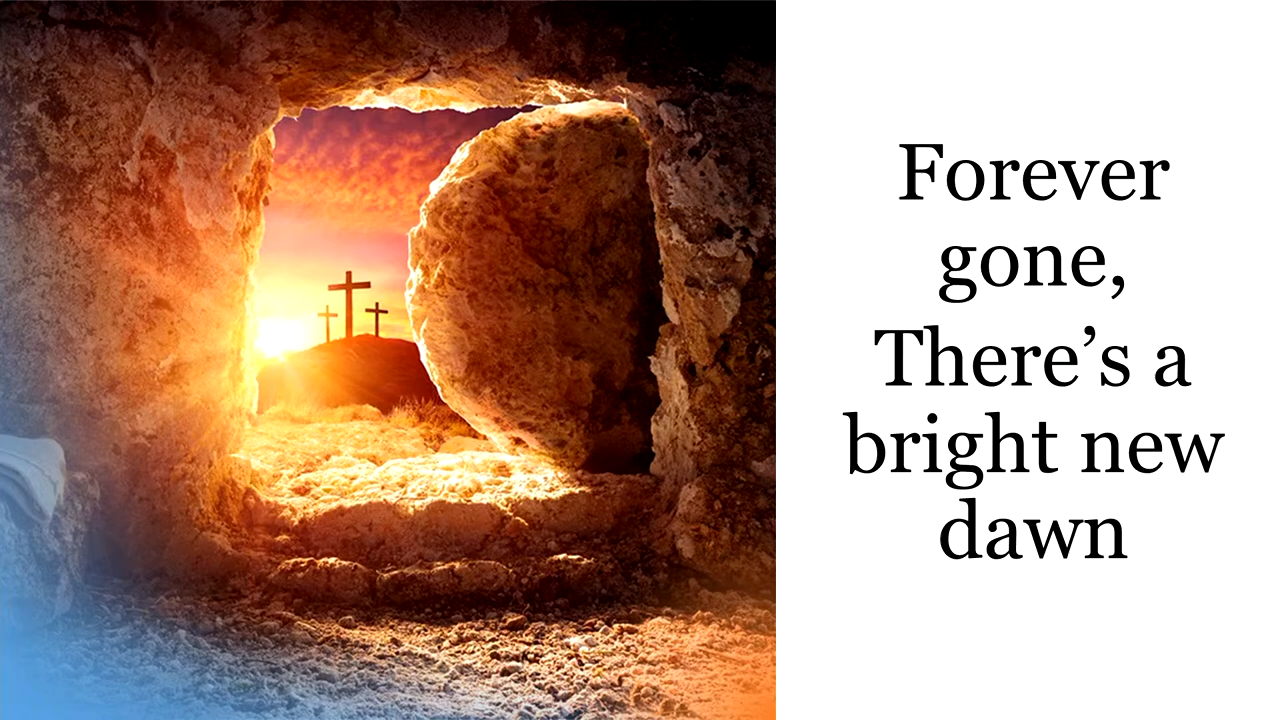 Forever
gone,
There’s a
bright new
dawn